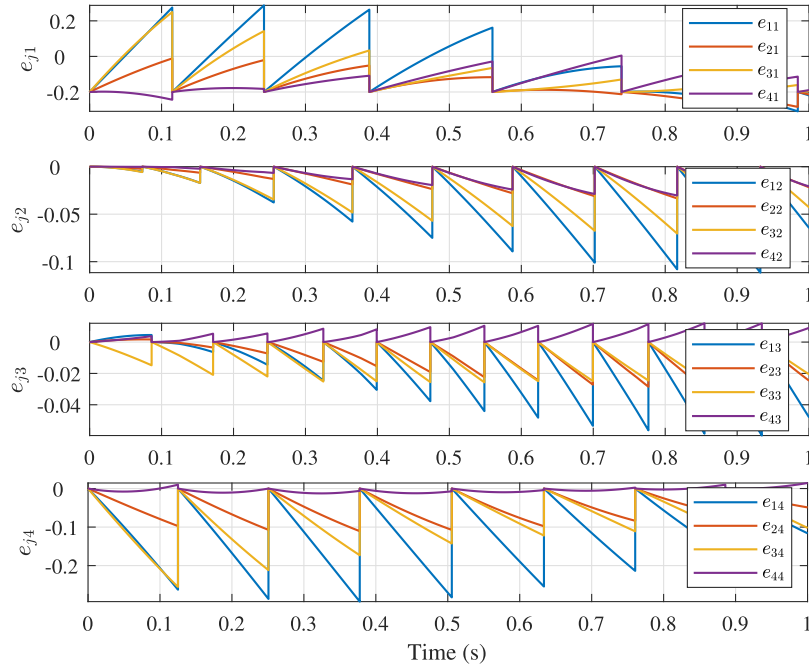 e_{j1}
0.2
0
-0.2
e_{11}
e_{21}
e_{31}
e_{41}
0 0.1 0.2 0.3 0.4 0.5 0.6 0.7 0.8 0.9 1
e_{j2}
0
-0.05
-0.1
e_{12}
e_{22}
e_{32}
e_{42}
0 0.1 0.2 0.3 0.4 0.5 0.6 0.7 0.8 0.9 1
e_{j3}
0
-0.02
-0.04
e_{13}
e_{23}
e_{33}
e_{43}
0 0.1 0.2 0.3 0.4 0.5 0.6 0.7 0.8 0.9 1
e_{j4}
0
-0.1
-0.2
e_{14}
e_{24}
e_{34}
e_{44}
0 0.1 0.2 0.3 0.4 0.5 0.6 0.7 0.8 0.9 1
Time (s)